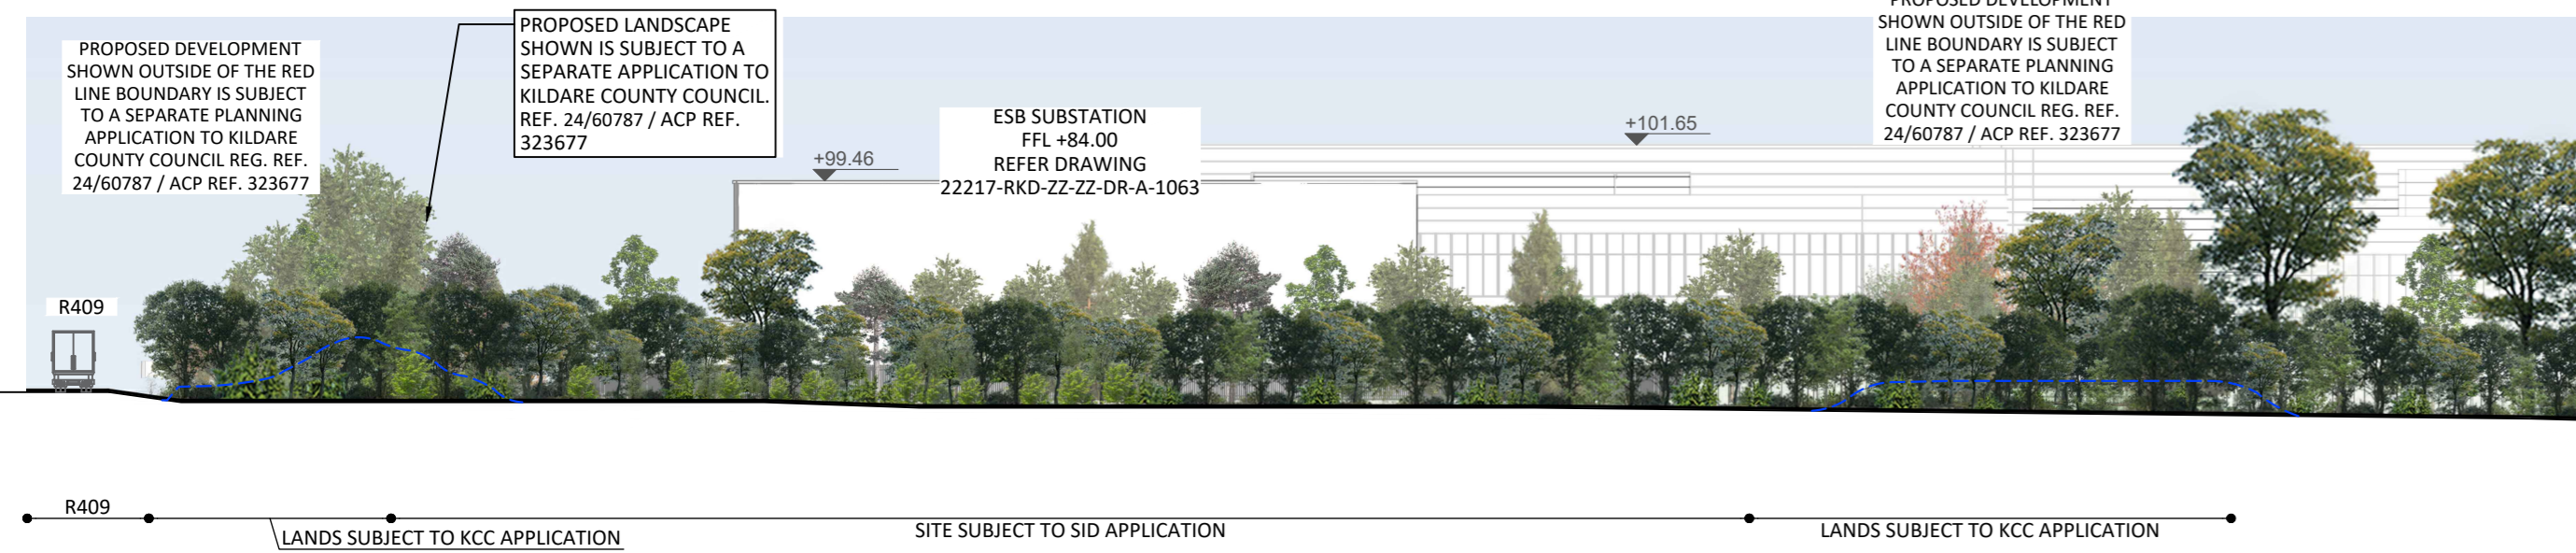 PROPOSED DEVELOPMENT
SHOWN OUTSIDE OF THE RED
LINE BOUNDARY IS SUBJECT
TO A SEPARATE PLANNING
APPLICATION TO KILDARE
COUNTY COUNCIL REG. REF.
24/60787 / ACP REF. 323677
PROPOSED LANDSCAPE
SHOWN IS SUBJECT TO A
SEPARATE APPLICATION TO
KILDARE COUNTY COUNCIL.
REF. 24/60787 / ACP REF.
323677
+99.46
ESB SUBSTATION
FFL +84.00
REFER DRAWING
22217-RKD-ZZ-ZZ-DR-A-1063
+101.65
PROPOSED DEVELOPMENT
SHOWN OUTSIDE OF THE RED
LINE BOUNDARY IS SUBJECT
TO A SEPARATE PLANNING
APPLICATION TO KILDARE
COUNTY COUNCIL REG. REF.
24/60787 / ACP REF. 323677
R409
R409
LANDS SUBJECT TO KCC APPLICATION
SITE SUBJECT TO SID APPLICATION
LANDS SUBJECT TO KCC APPLICATION